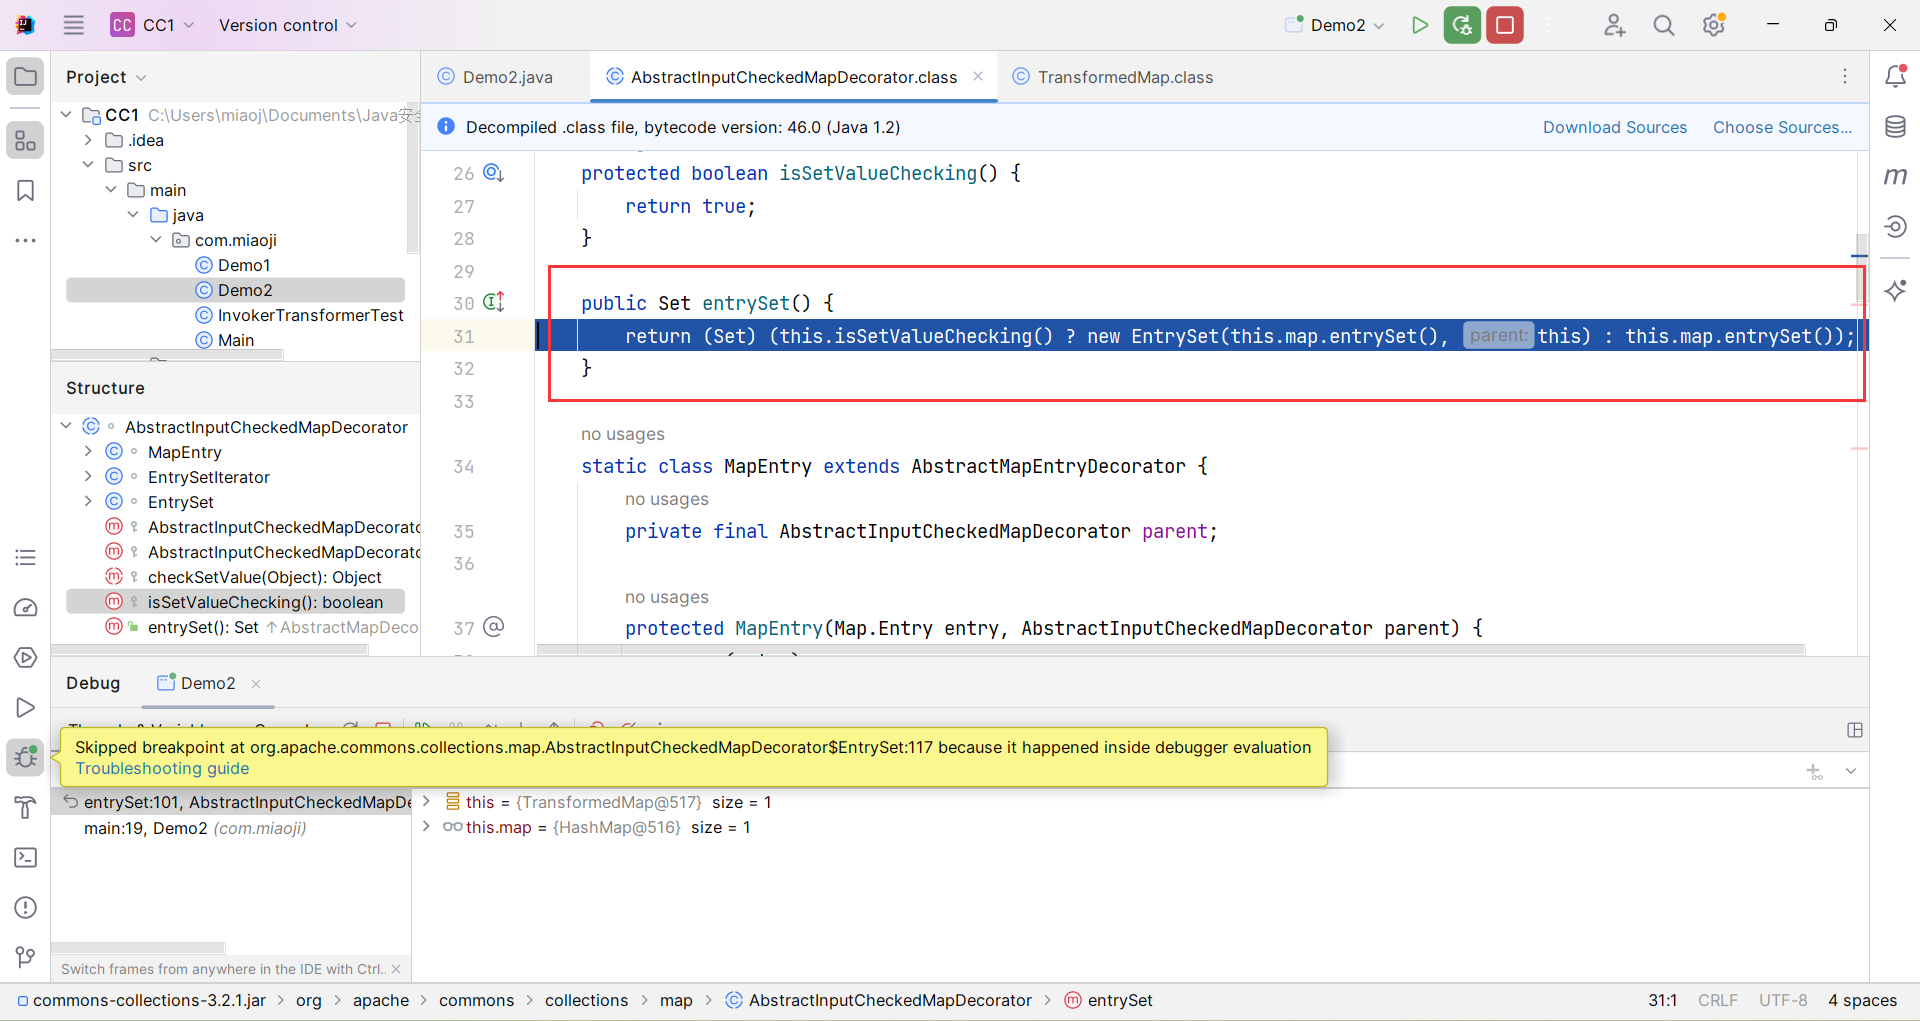 CC CC1 Version control Demo2
Project
Demo2.java AbstractInputCheckedMapDecorator.class TransformedMap.class
CC1 C:\Users\miaoj\Documents\Java安全
.idea
src
main
java
com.miaoji
Demo1
Demo2
InvokerTransformerTest
Main
Decompiled .class file, bytecode version: 46.0 (Java 1.2) Download Sources Choose Sources...
26 protected boolean isSetValueChecking() {
27 return true;
28 }
29
30 public Set entrySet() {
31 return (Set) (this.isSetValueChecking() ? new EntrySet(this.map.entrySet(), parent: this) : this.map.entrySet());
32 }
33
no usages
34 static class MapEntry extends AbstractMapEntryDecorator {
no usages
35 private final AbstractInputCheckedMapDecorator parent;
36
no usages
37 protected MapEntry(Map.Entry entry, AbstractInputCheckedMapDecorator parent) {
Structure
AbstractInputCheckedMapDecorator
MapEntry
EntrySetIterator
EntrySet
AbstractInputCheckedMapDecorato
AbstractInputCheckedMapDecorato
checkSetValue(Object): Object
isSetValueChecking(): boolean
entrySet(): Set ↑AbstractMapDeco
Debug Demo2
Skipped breakpoint at org.apache.commons.collections.map.AbstractInputCheckedMapDecorator$EntrySet:117 because it happened inside debugger evaluation
Troubleshooting guide
entrySet:101, AbstractInputCheckedMapDe
main:19, Demo2 (com.miaoji)
this = {TransformedMap@517} size = 1
this.map = {HashMap@516} size = 1
Switch frames from anywhere in the IDE with Ctrl..
commons-collections-3.2.1.jar > org > apache > commons > collections > map > AbstractInputCheckedMapDecorator > entrySet 31:1 CRLF UTF-8 4 spaces